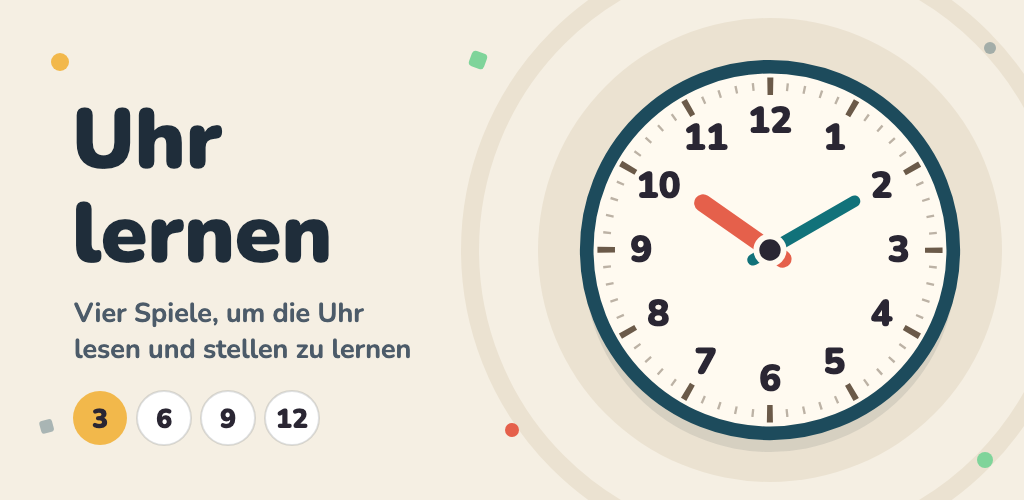 Uhr
lernen
Vier Spiele, um die Uhr
lesen und stellen zu lernen
3 6 9 12
12
1
2
3
4
5
6
7
8
9
10
11